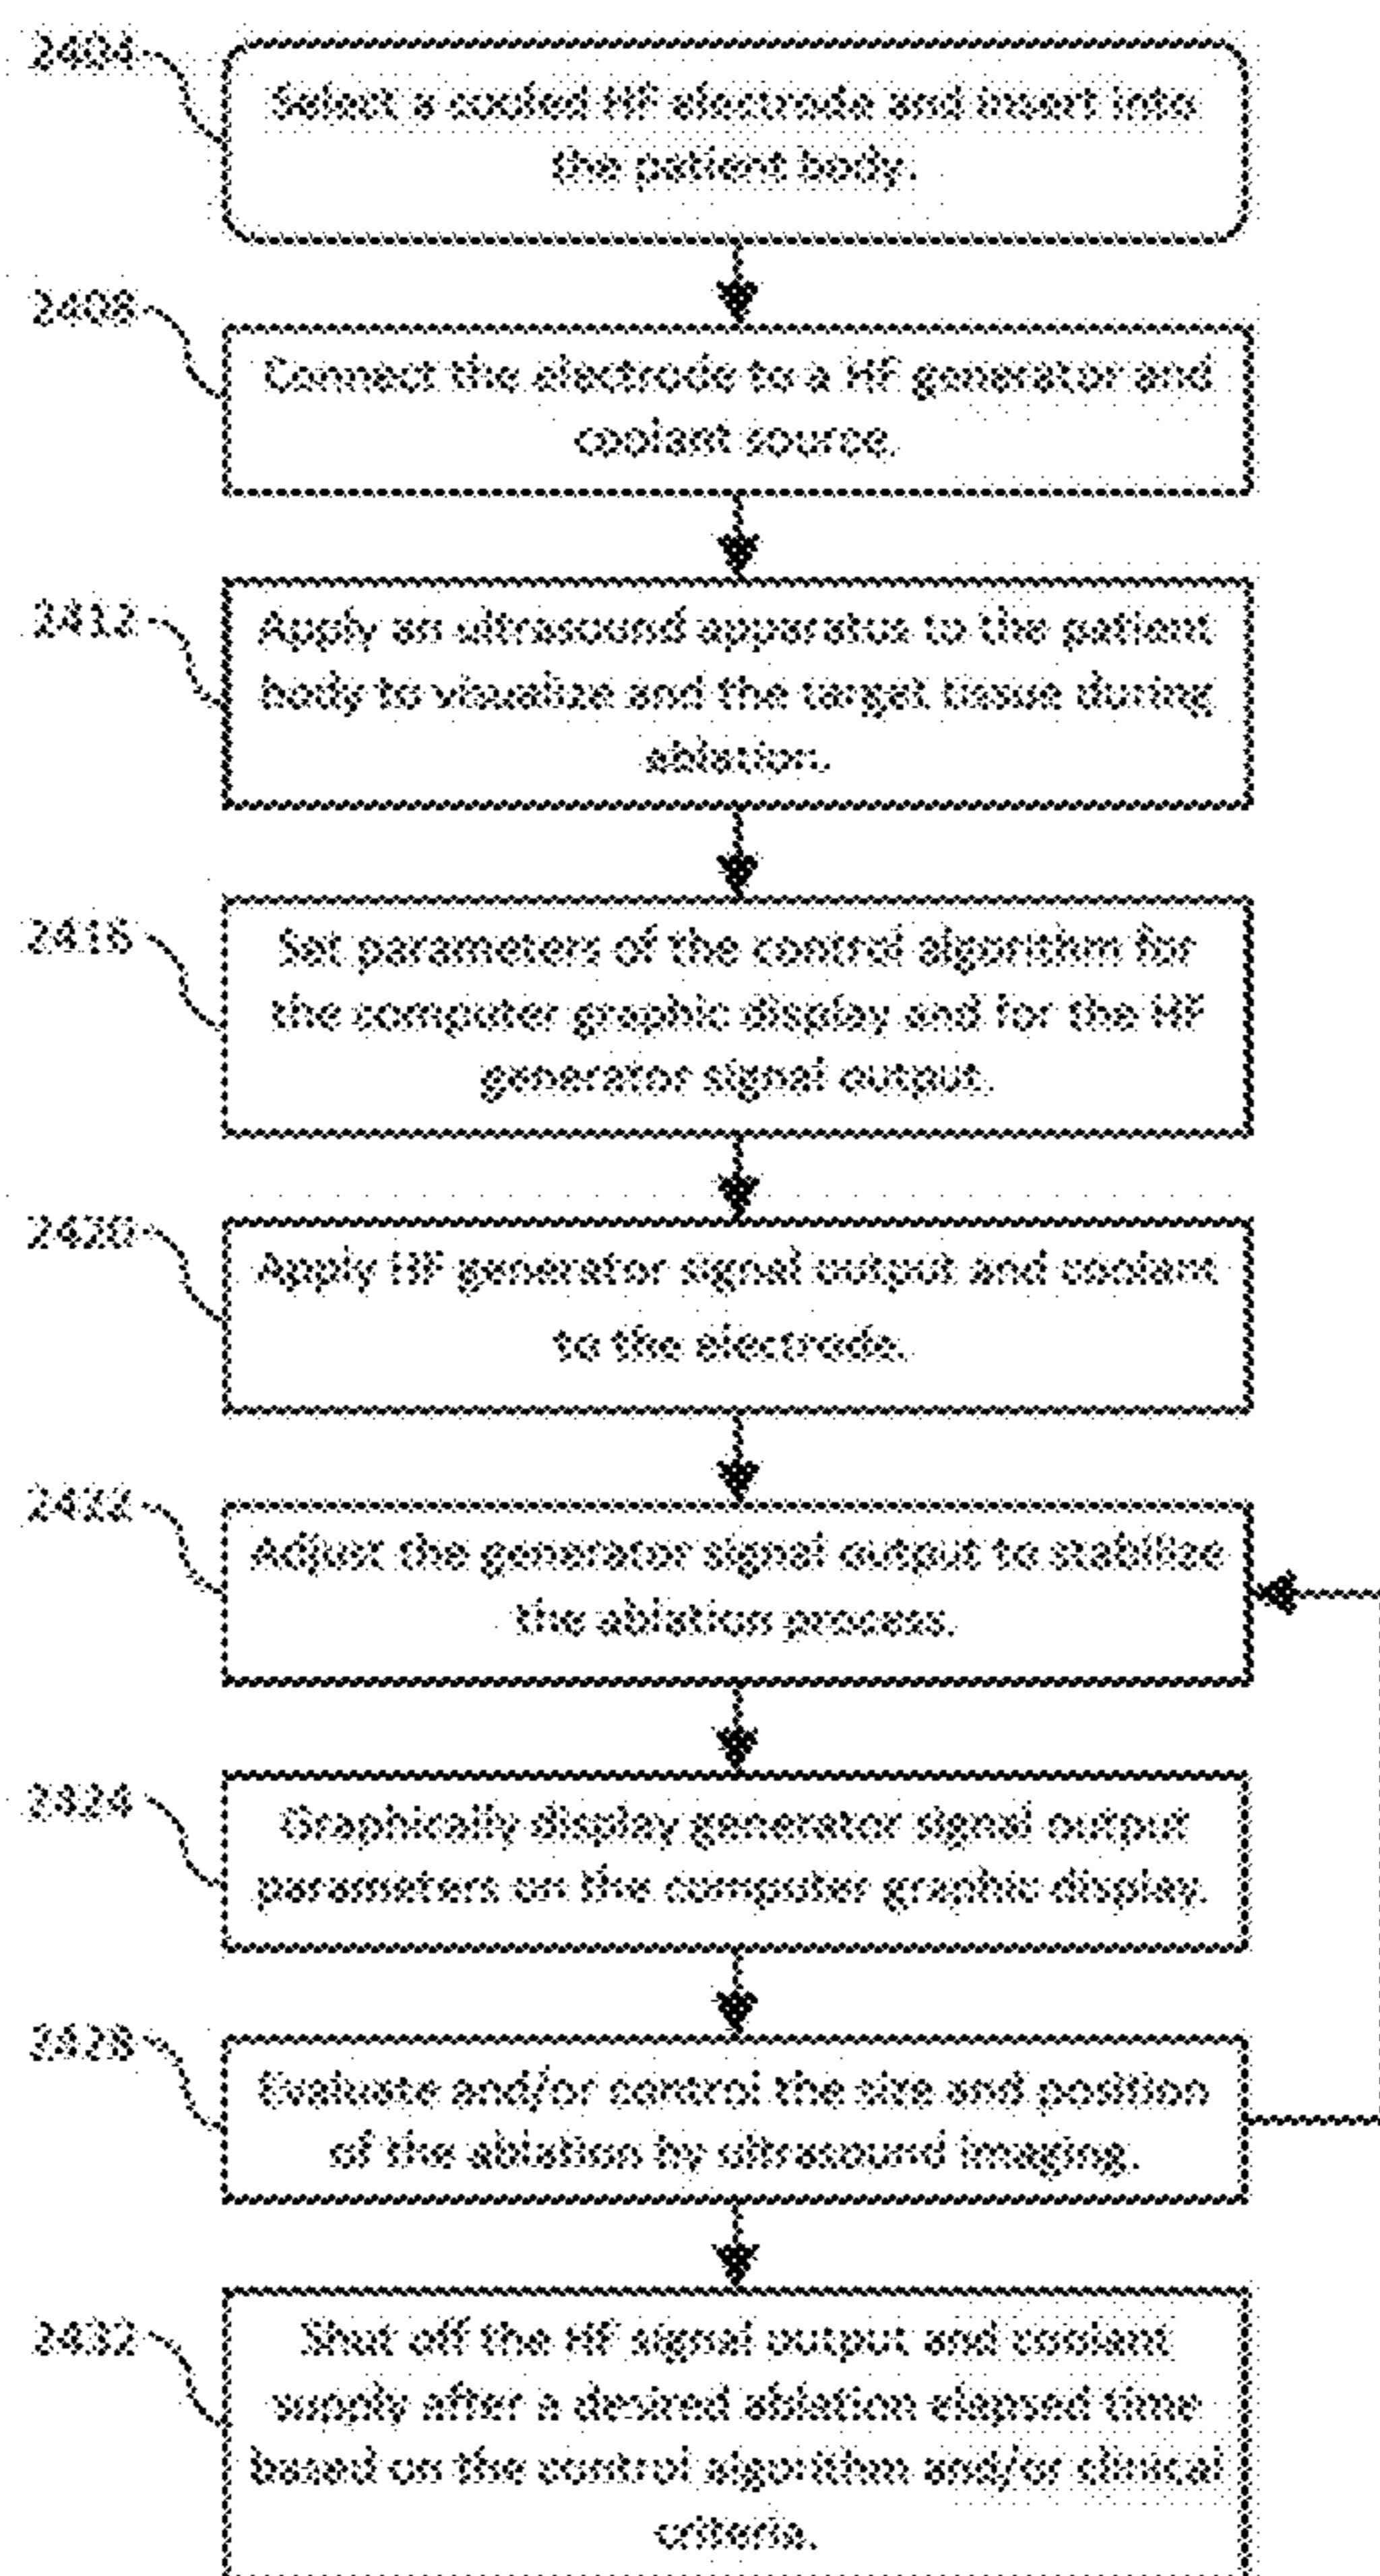 2404
Select a cooled HF electrode and insert into
the patient body.
2408
Connect the electrode to a HF generator and
coolant source.
2412
Apply an ultrasound apparatus to the patient
body to visualize and the target tissue during
ablation.
2416
Set parameters of the control algorithm for
the computer graphic display and for the HF
generator signal output.
2420
Apply HF generator signal output and coolant
to the electrode.
2422
Adjust the generator signal output to stabilize
the ablation process.
2424
Graphically display generator signal output
parameters on the computer graphic display.
2428
Evaluate and/or control the size and position
of the ablation by ultrasound imaging.
2432
Shut off the HF signal output and coolant
supply after a desired ablation elapsed time
based on the control algorithm and/or clinical
criteria.